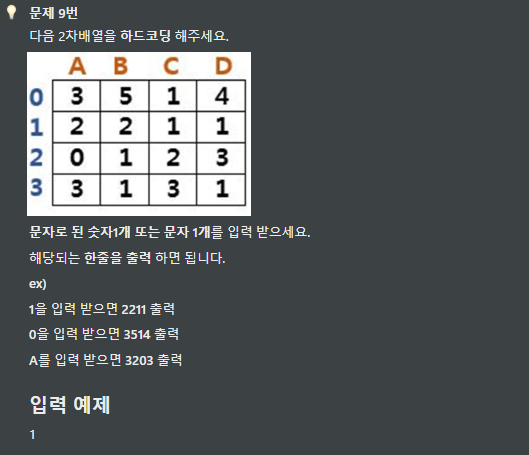 문제 9번
다음 2차배열을 하드코딩 해주세요.
A B C D
0 3 5 1 4
1 2 2 1 1
2 0 1 2 3
3 3 1 3 1
문자로 된 숫자1개 또는 문자 1개를 입력 받으세요.
해당되는 한줄을 출력 하면 됩니다.
ex)
1을 입력 받으면 2211 출력
0을 입력 받으면 3514 출력
A를 입력 받으면 3203 출력
입력 예제
1